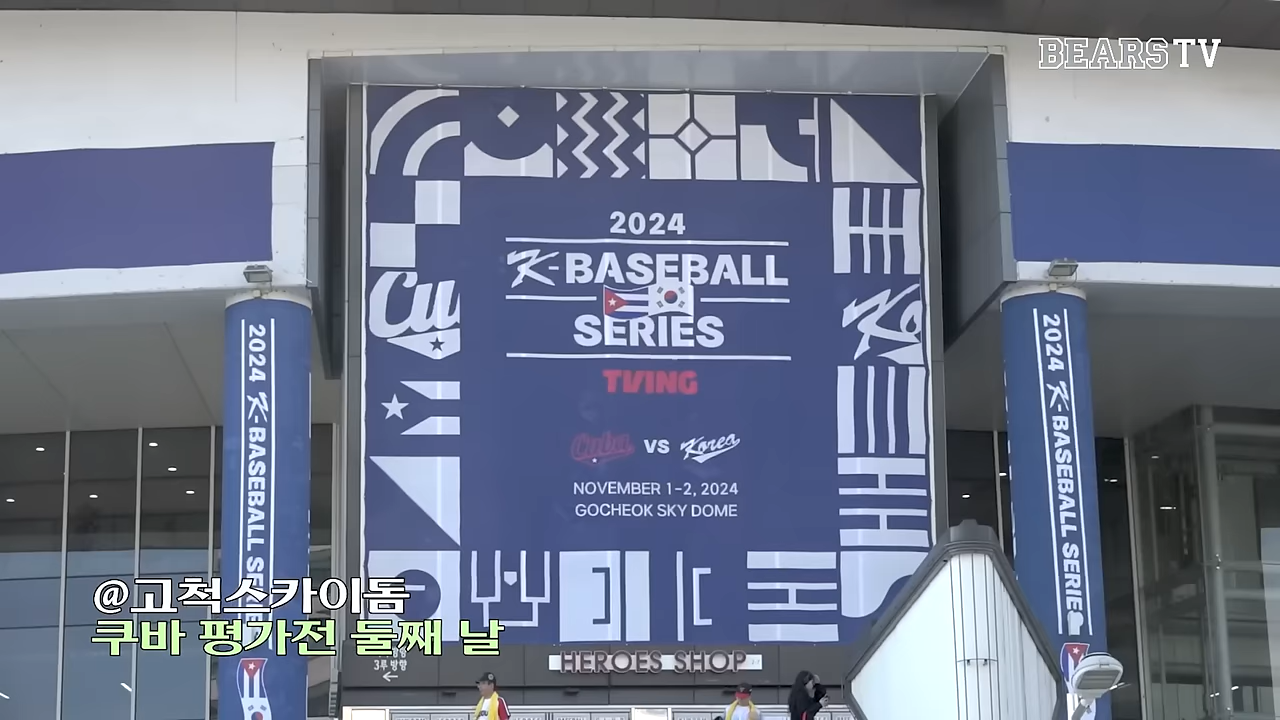 BEARS TV
2024
K-BASEBALL
SERIES
TVING
Cuba VS Korea
NOVEMBER 1-2, 2024
GOCHEOK SKY DOME
Cu
Ko
2024 K-BASEBALL SERIES
2024 K-BASEBALL SERIES
@고척스카이돔
쿠바 평가전 둘째 날
3루 방향
HEROES SHOP